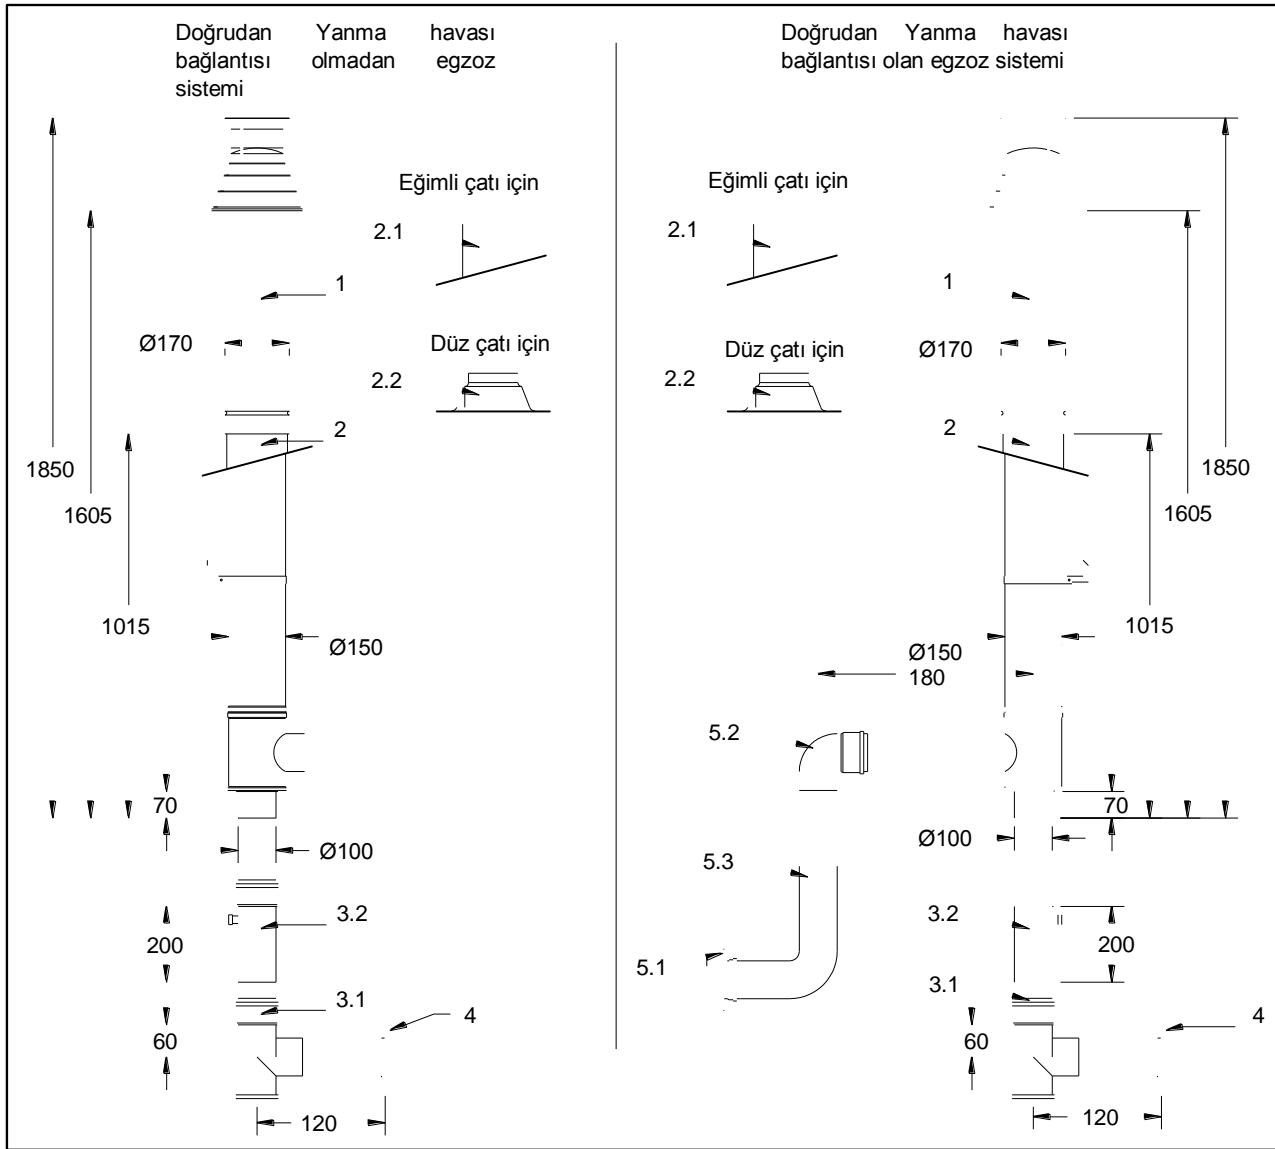 Doğrudan Yanma havası
bağlantısı olmadan egzoz
sistemi
Eğimli çatı için
2.1
1
Ø170
Düz çatı için
2.2
2
1850
1605
1015
Ø150
70
Ø100
3.2
200
3.1
4
60
120
Doğrudan Yanma havası
bağlantısı olan egzoz sistemi
Eğimli çatı için
2.1
1
Düz çatı için
Ø170
2.2
2
1850
1605
1015
Ø150
180
5.2
70
Ø100
5.3
3.2
200
5.1
3.1
4
60
120